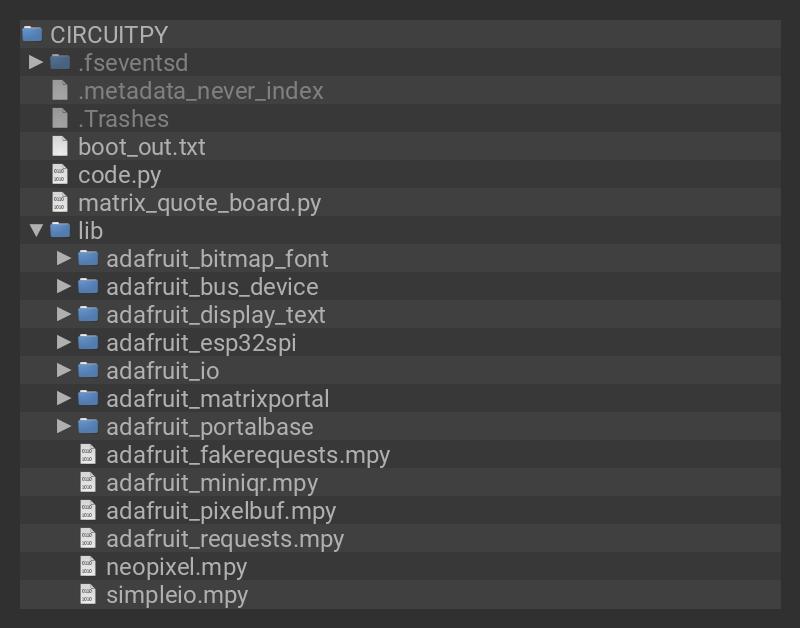 CIRCUITPY
.fseventsd
.metadata_never_index
.Trashes
boot_out.txt
code.py
matrix_quote_board.py
lib
adafruit_bitmap_font
adafruit_bus_device
adafruit_display_text
adafruit_esp32spi
adafruit_io
adafruit_matrixportal
adafruit_portalbase
adafruit_fakerequests.mpy
adafruit_miniqr.mpy
adafruit_pixelbuf.mpy
adafruit_requests.mpy
neopixel.mpy
simpleio.mpy